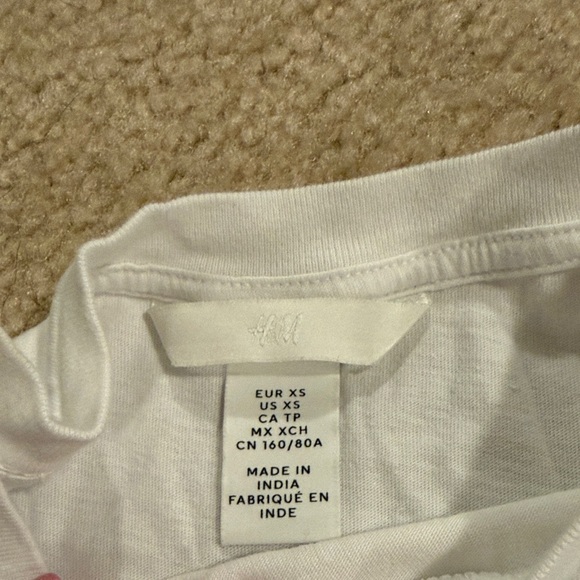 H&M
EUR XS
US XS
CA TP
MX XCH
CN 160/80A
MADE IN
INDIA
FABRIQUÉ EN
INDE